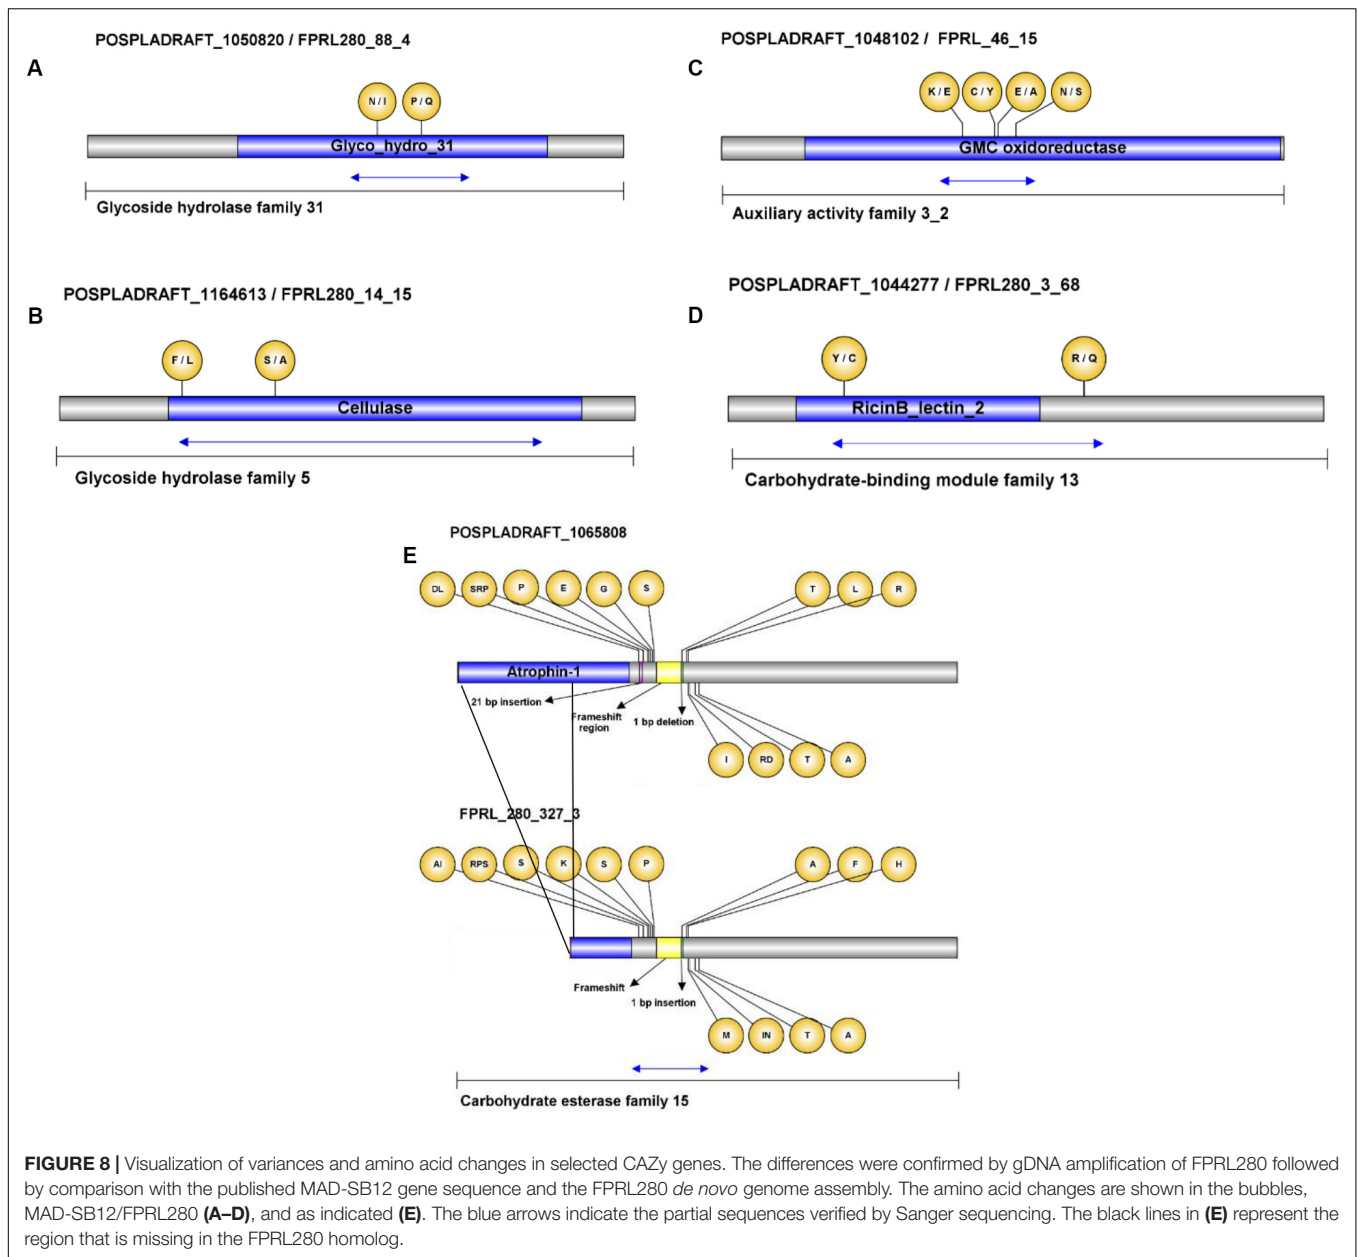 POSPLADRAFT_1050820 / FPRL280_88_4
A
N / I
P / Q
Glyco_hydro_31
Glycoside hydrolase family 31
POSPLADRAFT_1048102 / FPRL_46_15
C
K / E
C / Y
E / A
N / S
GMC oxidoreductase
Auxiliary activity family 3_2
POSPLADRAFT_1164613 / FPRL280_14_15
B
F / L
S / A
Cellulase
Glycoside hydrolase family 5
POSPLADRAFT_1044277 / FPRL280_3_68
D
Y / C
R / Q
RicinB_lectin_2
Carbohydrate-binding module family 13
POSPLADRAFT_1065808
E
DL
SRP
P
E
G
S
T
L
R
Atrophin-1
21 bp insertion
Frameshift
region
1 bp deletion
I
RD
T
A
FPRL_280_327_3
AI
RPS
S
K
S
P
A
F
H
Frameshift
1 bp insertion
M
IN
T
A
Carbohydrate esterase family 15
FIGURE 8 | Visualization of variances and amino acid changes in selected CAZy genes. The differences were confirmed by gDNA amplification of FPRL280 followed
by comparison with the published MAD-SB12 gene sequence and the FPRL280 de novo genome assembly. The amino acid changes are shown in the bubbles,
MAD-SB12/FPRL280 (A–D), and as indicated (E). The blue arrows indicate the partial sequences verified by Sanger sequencing. The black lines in (E) represent the
region that is missing in the FPRL280 homolog.